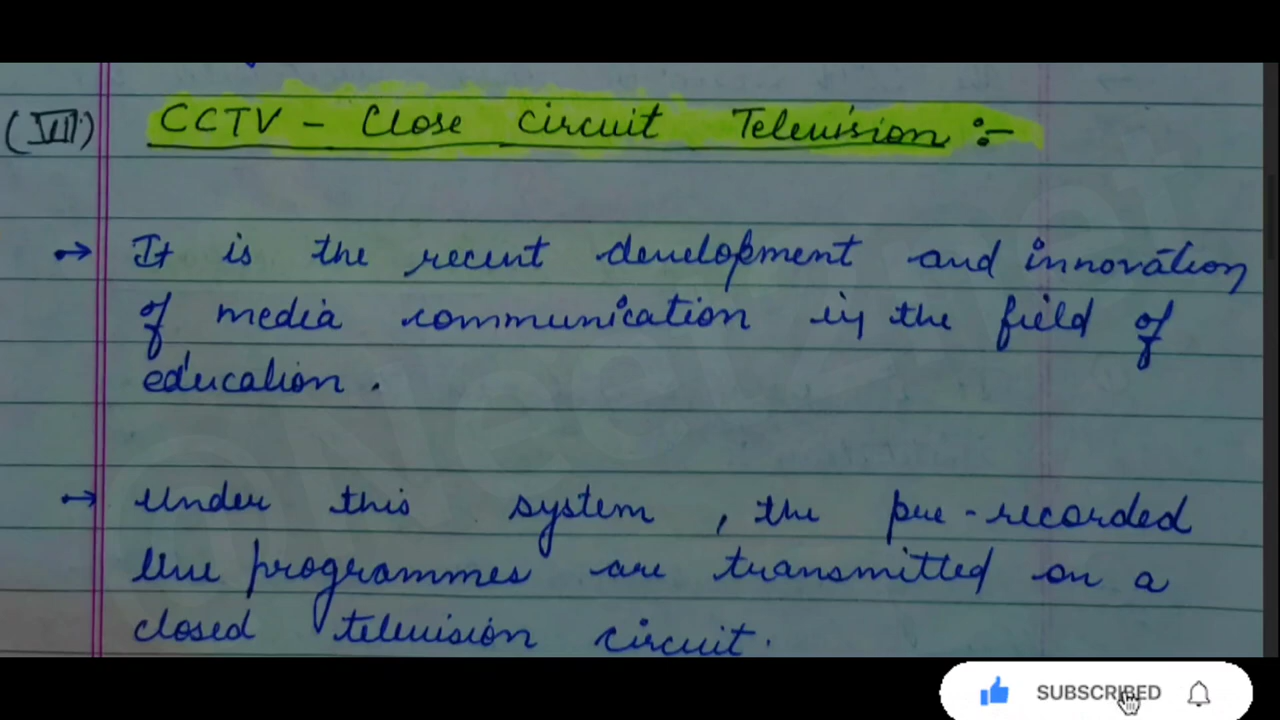 (VII) CCTV - Close Circuit Television :-
→ It is the recent development and innovation
of media communication in the field of
education.
→ Under this system, the pre-recorded
live programmes are transmitted on a
closed television circuit.
SUBSCRIBED